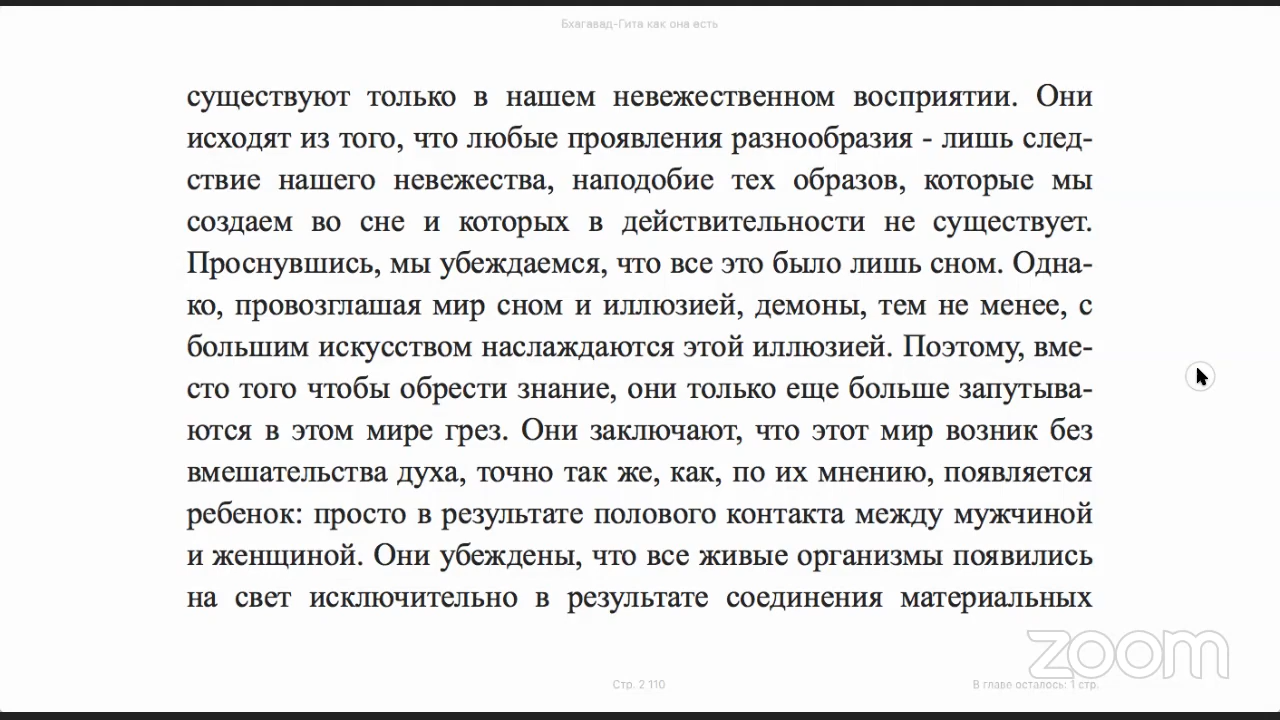 Бхагавад-Гита как она есть
существуют только в нашем невежественном восприятии. Они
исходят из того, что любые проявления разнообразия - лишь след-
ствие нашего невежества, наподобие тех образов, которые мы
создаем во сне и которых в действительности не существует.
Проснувшись, мы убеждаемся, что все это было лишь сном. Одна-
ко, провозглашая мир сном и иллюзией, демоны, тем не менее, с
большим искусством наслаждаются этой иллюзией. Поэтому, вме-
сто того чтобы обрести знание, они только еще больше запутыва-
ются в этом мире грез. Они заключают, что этот мир возник без
вмешательства духа, точно так же, как, по их мнению, появляется
ребенок: просто в результате полового контакта между мужчиной
и женщиной. Они убеждены, что все живые организмы появились
на свет исключительно в результате соединения материальных
zoom
Стр. 2 110
В главе осталось: 1 стр.